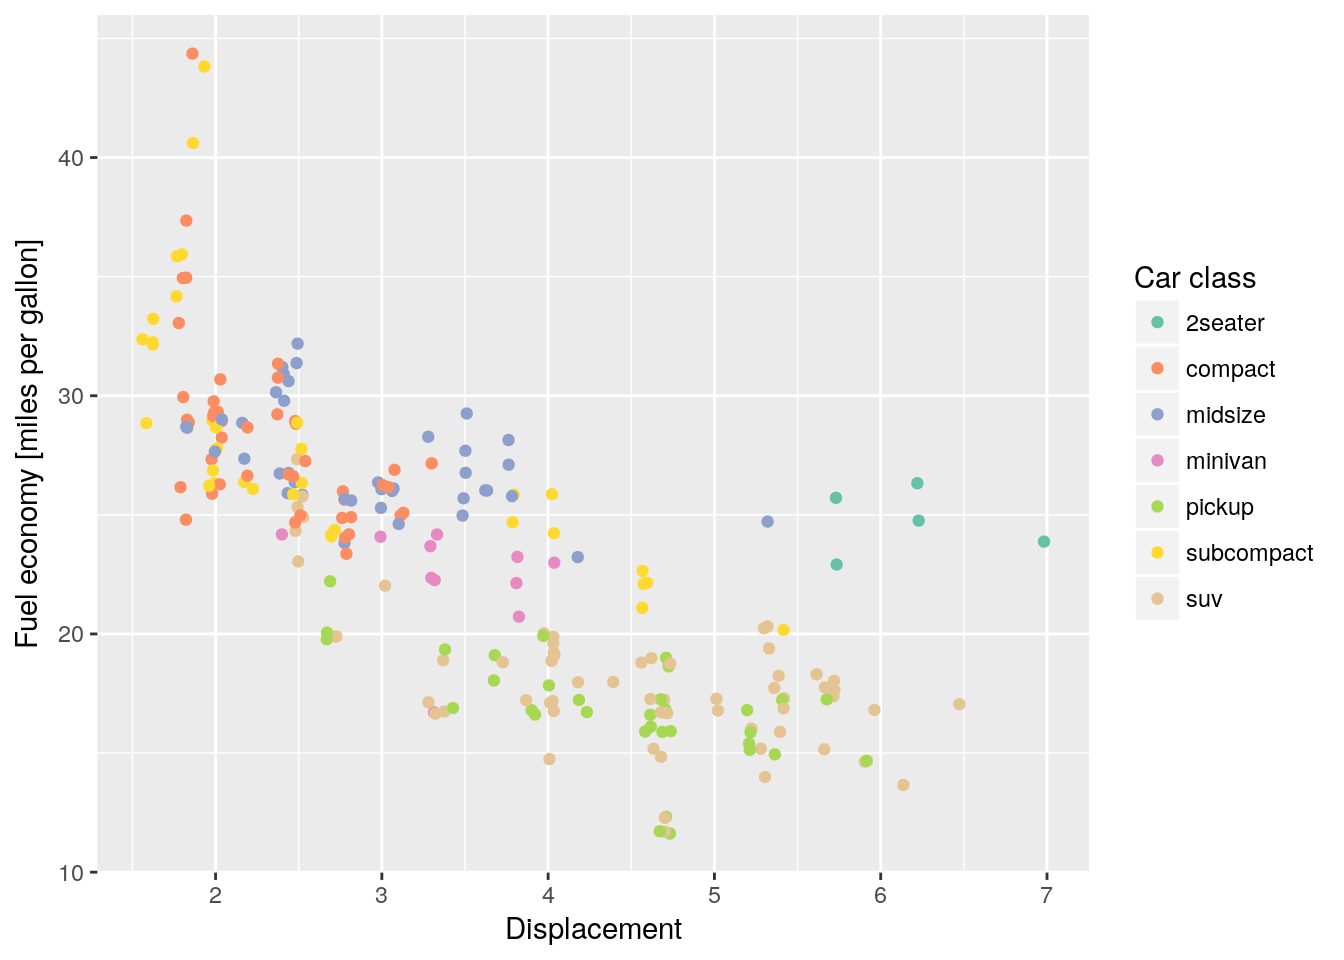 Fuel economy [miles per gallon]
40
30
20
10
2 3 4 5 6 7
Displacement
Car class
2seater
compact
midsize
minivan
pickup
subcompact
suv